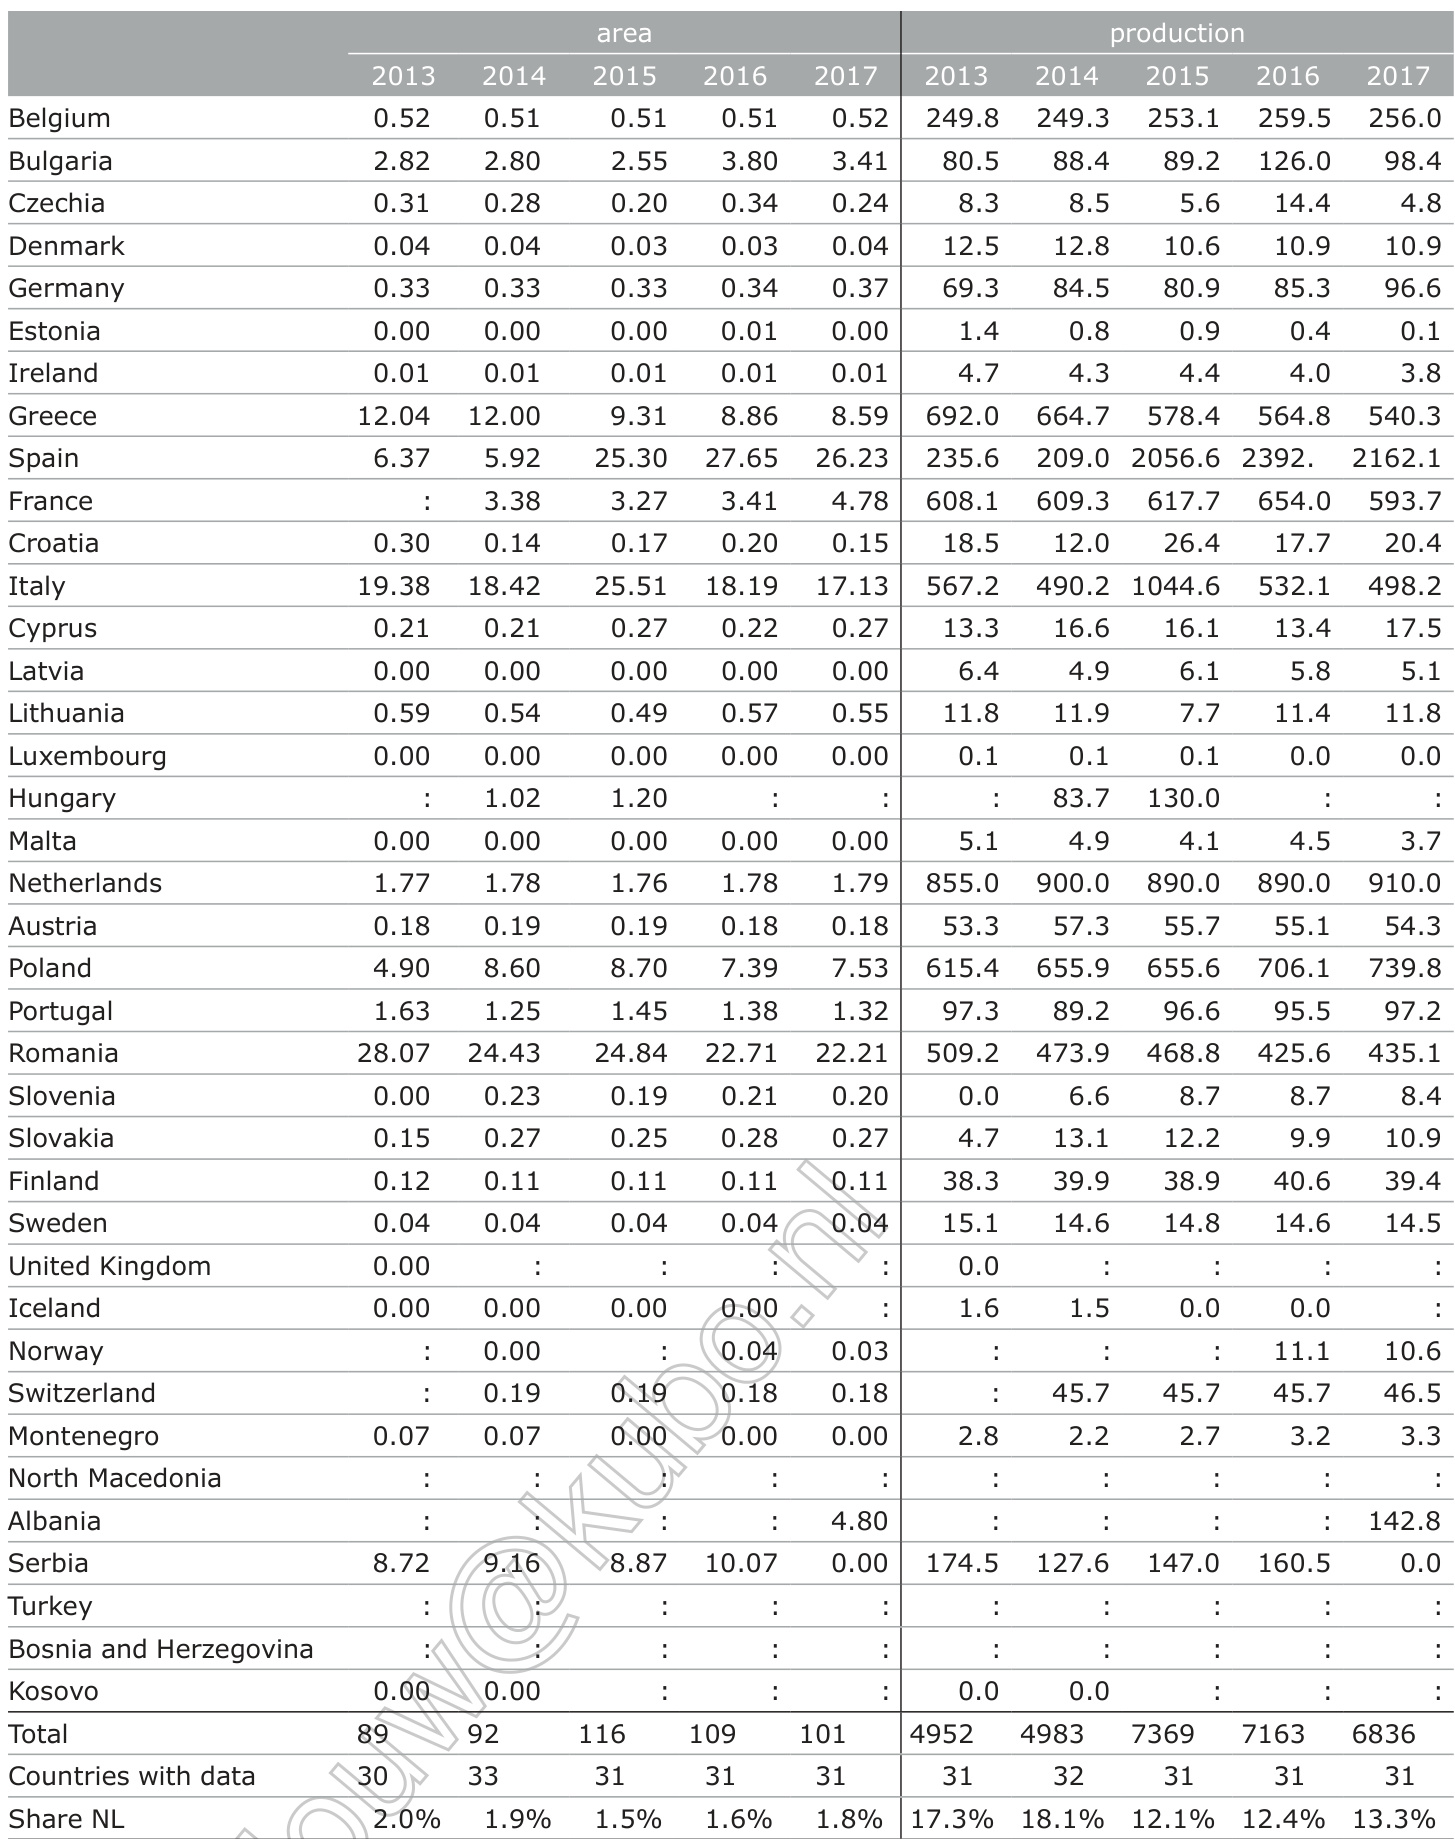 area production
2013 2014 2015 2016 2017 2013 2014 2015 2016 2017
Belgium 0.52 0.51 0.51 0.51 0.52 249.8 249.3 253.1 259.5 256.0
Bulgaria 2.82 2.80 2.55 3.80 3.41 80.5 88.4 89.2 126.0 98.4
Czechia 0.31 0.28 0.20 0.34 0.24 8.3 8.5 5.6 14.4 4.8
Denmark 0.04 0.04 0.03 0.03 0.04 12.5 12.8 10.6 10.9 10.9
Germany 0.33 0.33 0.33 0.34 0.37 69.3 84.5 80.9 85.3 96.6
Estonia 0.00 0.00 0.00 0.01 0.00 1.4 0.8 0.9 0.4 0.1
Ireland 0.01 0.01 0.01 0.01 0.01 4.7 4.3 4.4 4.0 3.8
Greece 12.04 12.00 9.31 8.86 8.59 692.0 664.7 578.4 564.8 540.3
Spain 6.37 5.92 25.30 27.65 26.23 235.6 209.0 2056.6 2392. 2162.1
France : 3.38 3.27 3.41 4.78 608.1 609.3 617.7 654.0 593.7
Croatia 0.30 0.14 0.17 0.20 0.15 18.5 12.0 26.4 17.7 20.4
Italy 19.38 18.42 25.51 18.19 17.13 567.2 490.2 1044.6 532.1 498.2
Cyprus 0.21 0.21 0.27 0.22 0.27 13.3 16.6 16.1 13.4 17.5
Latvia 0.00 0.00 0.00 0.00 0.00 6.4 4.9 6.1 5.8 5.1
Lithuania 0.59 0.54 0.49 0.57 0.55 11.8 11.9 7.7 11.4 11.8
Luxembourg 0.00 0.00 0.00 0.00 0.00 0.1 0.1 0.1 0.0 0.0
Hungary : 1.02 1.20 : : : 83.7 130.0 : :
Malta 0.00 0.00 0.00 0.00 0.00 5.1 4.9 4.1 4.5 3.7
Netherlands 1.77 1.78 1.76 1.78 1.79 855.0 900.0 890.0 890.0 910.0
Austria 0.18 0.19 0.19 0.18 0.18 53.3 57.3 55.7 55.1 54.3
Poland 4.90 8.60 8.70 7.39 7.53 615.4 655.9 655.6 706.1 739.8
Portugal 1.63 1.25 1.45 1.38 1.32 97.3 89.2 96.6 95.5 97.2
Romania 28.07 24.43 24.84 22.71 22.21 509.2 473.9 468.8 425.6 435.1
Slovenia 0.00 0.23 0.19 0.21 0.20 0.0 6.6 8.7 8.7 8.4
Slovakia 0.15 0.27 0.25 0.28 0.27 4.7 13.1 12.2 9.9 10.9
Finland 0.12 0.11 0.11 0.11 0.11 38.3 39.9 38.9 40.6 39.4
Sweden 0.04 0.04 0.04 0.04 0.04 15.1 14.6 14.8 14.6 14.5
United Kingdom 0.00 : : : : 0.0 : : : :
Iceland 0.00 0.00 0.00 0.00 : 1.6 1.5 0.0 0.0 :
Norway : 0.00 : 0.04 0.03 : : : 11.1 10.6
Switzerland : 0.19 0.19 0.18 0.18 : 45.7 45.7 45.7 46.5
Montenegro 0.07 0.07 0.00 0.00 0.00 2.8 2.2 2.7 3.2 3.3
North Macedonia : : : : : : : : : :
Albania : : : : 4.80 : : : : 142.8
Serbia 8.72 9.16 8.87 10.07 0.00 174.5 127.6 147.0 160.5 0.0
Turkey : : : : : : : : : :
Bosnia and Herzegovina : : : : : : : : : :
Kosovo 0.00 0.00 : : : 0.0 0.0 : : :
Total 89 92 116 109 101 4952 4983 7369 7163 6836
Countries with data 30 33 31 31 31 31 32 31 31 31
Share NL 2.0% 1.9% 1.5% 1.6% 1.8% 17.3% 18.1% 12.1% 12.4% 13.3%
ouw@kubo.nl